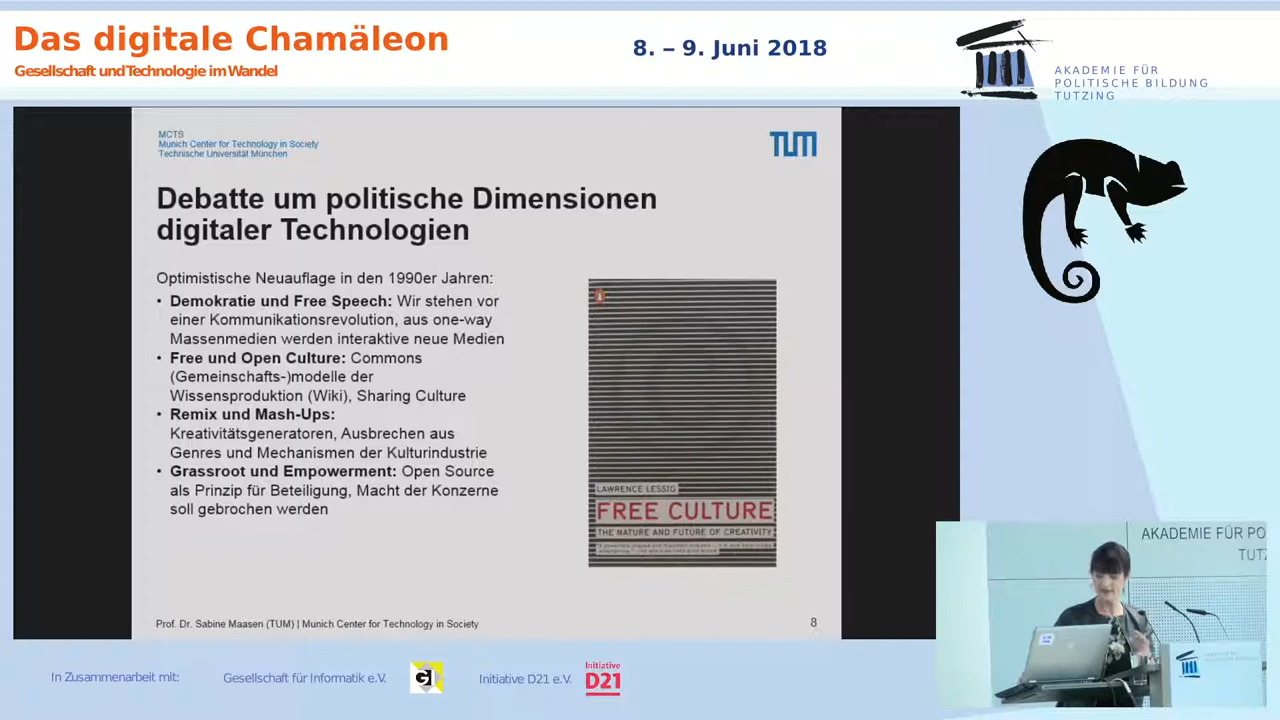 Das digitale Chamäleon
Gesellschaft und Technologie im Wandel
8. – 9. Juni 2018
AKADEMIE FÜR
POLITISCHE BILDUNG
TUTZING
MCTS
Munich Center for Technology in Society
Technische Universität München
TUM
Debatte um politische Dimensionen
digitaler Technologien
Optimistische Neuauflage in den 1990er Jahren:
• Demokratie und Free Speech: Wir stehen vor
einer Kommunikationsrevolution, aus one-way
Massenmedien werden interaktive neue Medien
• Free und Open Culture: Commons
(Gemeinschafts-)modelle der
Wissensproduktion (Wiki), Sharing Culture
• Remix und Mash-Ups:
Kreativitätsgeneratoren, Ausbrechen aus
Genres und Mechanismen der Kulturindustrie
• Grassroot und Empowerment: Open Source
als Prinzip für Beteiligung, Macht der Konzerne
soll gebrochen werden
LAWRENCE LESSIG
FREE CULTURE
THE NATURE AND FUTURE OF CREATIVITY
Prof. Dr. Sabine Maasen (TUM) | Munich Center for Technology in Society
8
AKADEMIE FÜR PO
TUTZ
In Zusammenarbeit mit:
Gesellschaft für Informatik e.V.
GI
Initiative D21 e.V.
Initiative
D21